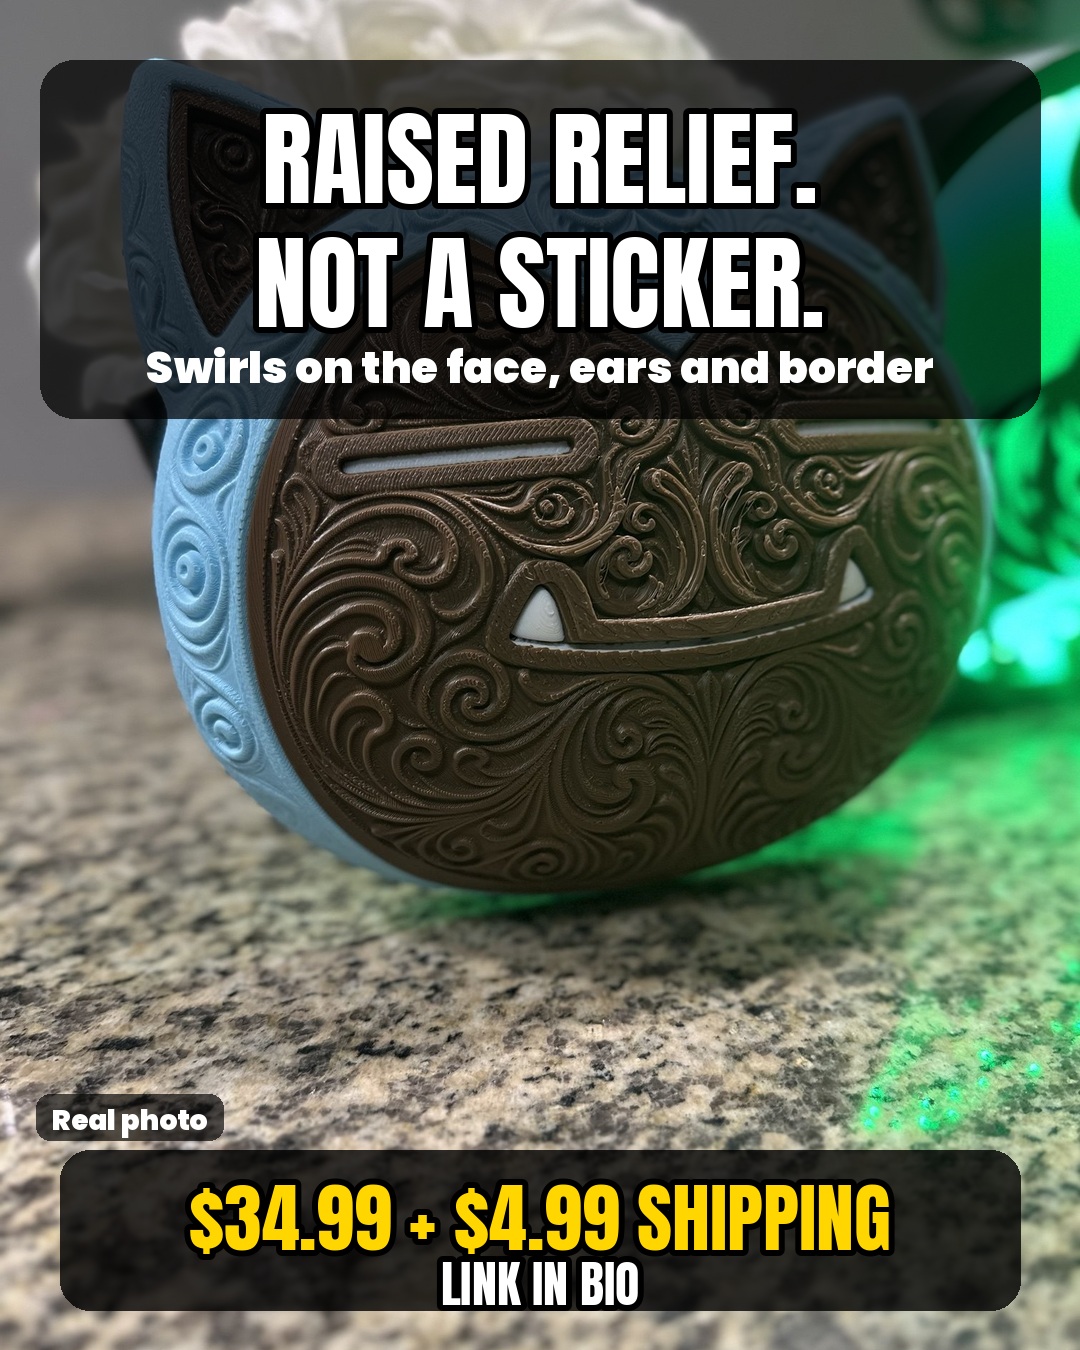 RAISED RELIEF.
NOT A STICKER.
Swirls on the face, ears and border
Real photo
$34.99 + $4.99 SHIPPING
LINK IN BIO